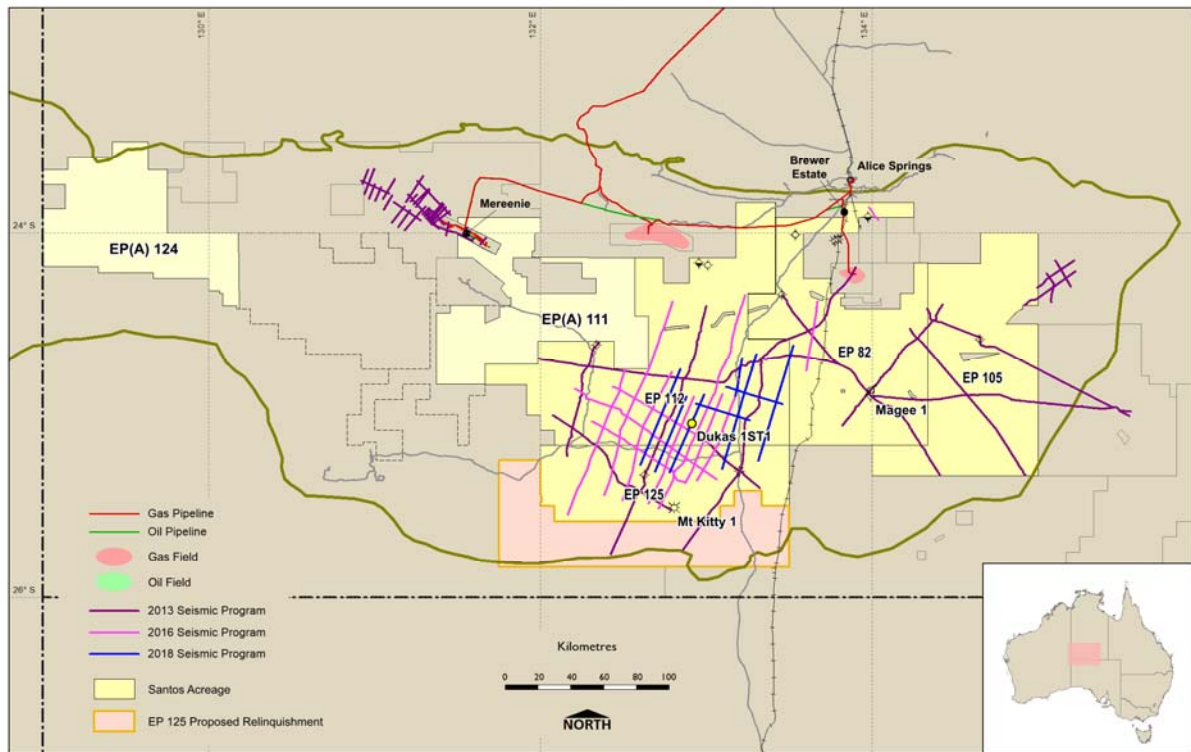 130° E
132° E
134° E
Brewer
Estate
Alice Springs
Mereenie
24° S
EP(A) 124
EP(A) 111
EP 82
EP 105
EP 112
Magee 1
Dukas 1ST1
EP 125
Mt Kitty 1
26° S
Gas Pipeline
Oil Pipeline
Gas Field
Oil Field
2013 Seismic Program
2016 Seismic Program
2018 Seismic Program
Santos Acreage
EP 125 Proposed Relinquishment
Kilometres
0 20 40 60 80 100
NORTH